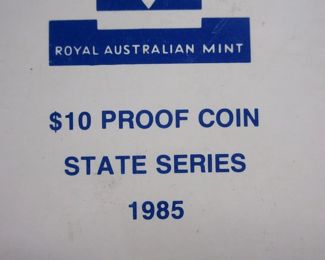 ROYAL AUSTRALIAN MINT
$10 PROOF COIN
STATE SERIES
1985